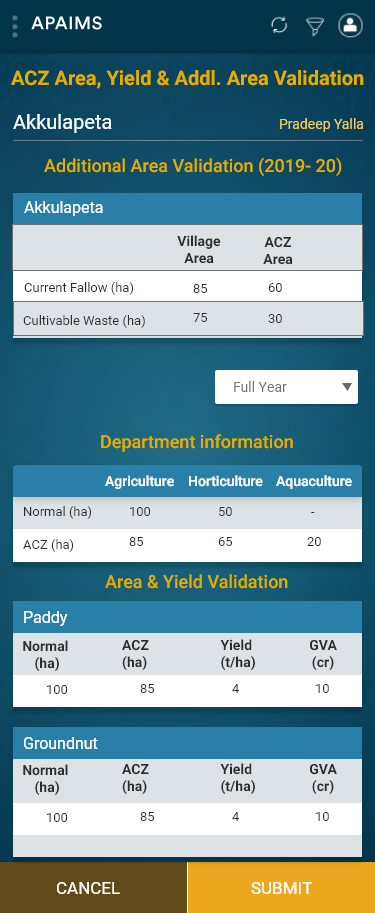 APAIMS
ACZ Area, Yield & Addl. Area Validation
Akkulapeta Pradeep Yalla
Additional Area Validation (2019- 20)
Akkulapeta
Village Area ACZ Area
Current Fallow (ha) 85 60
Cultivable Waste (ha) 75 30
Full Year
Department information
Agriculture Horticulture Aquaculture
Normal (ha) 100 50 -
ACZ (ha) 85 65 20
Area & Yield Validation
Paddy
Normal (ha) ACZ (ha) Yield (t/ha) GVA (cr)
100 85 4 10
Groundnut
Normal (ha) ACZ (ha) Yield (t/ha) GVA (cr)
100 85 4 10
CANCEL SUBMIT